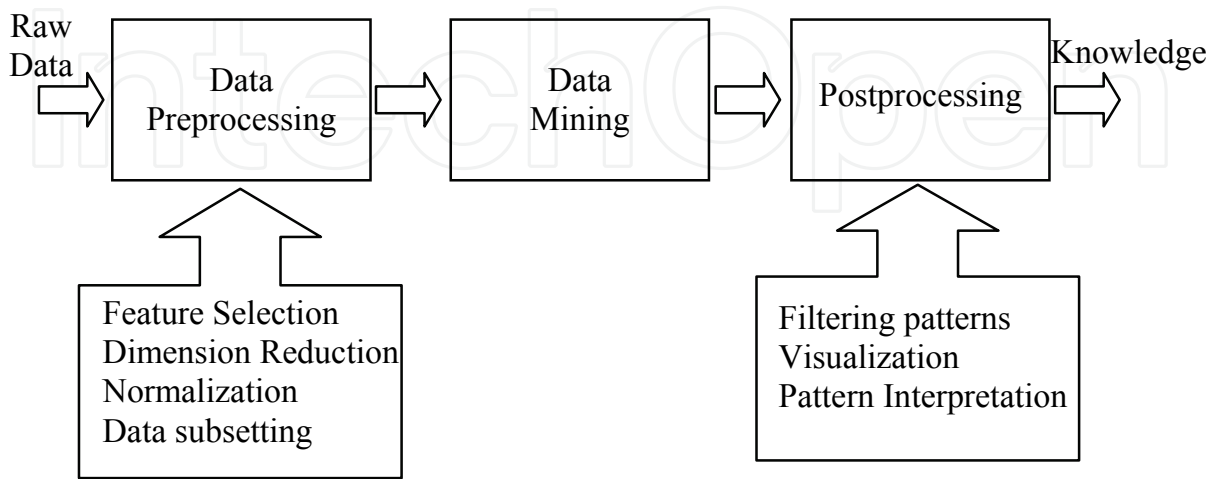 Raw
Data
Data
Preprocessing
Data
Mining
Postprocessing
Knowledge
Feature Selection
Dimension Reduction
Normalization
Data subsetting
Filtering patterns
Visualization
Pattern Interpretation
IntechOpen